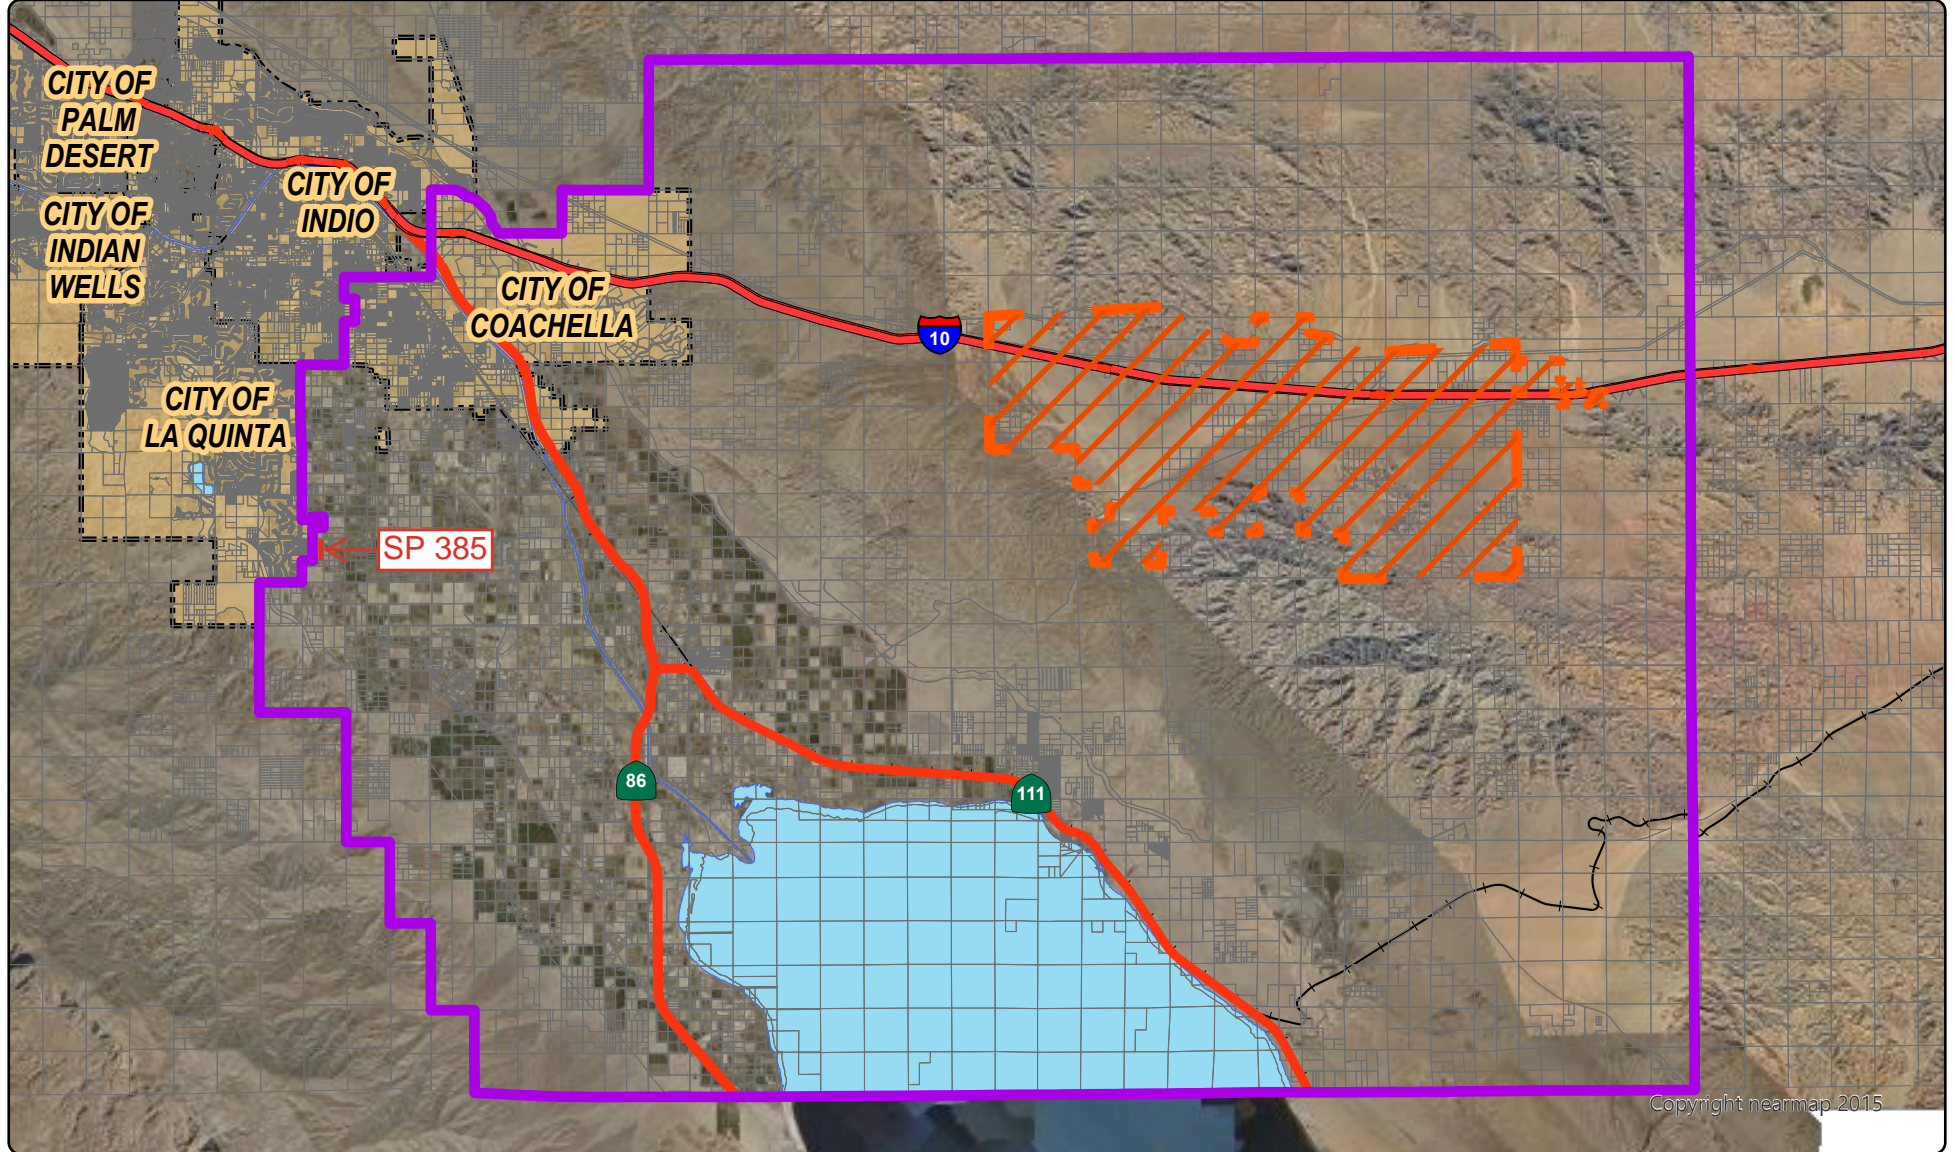 CITY OF
PALM
DESERT
CITY OF
INDIO
CITY OF
INDIAN
WELLS
CITY OF
COACHELLA
10
CITY OF
LA QUINTA
SP 385
86
111
Copyright nearmap 2015